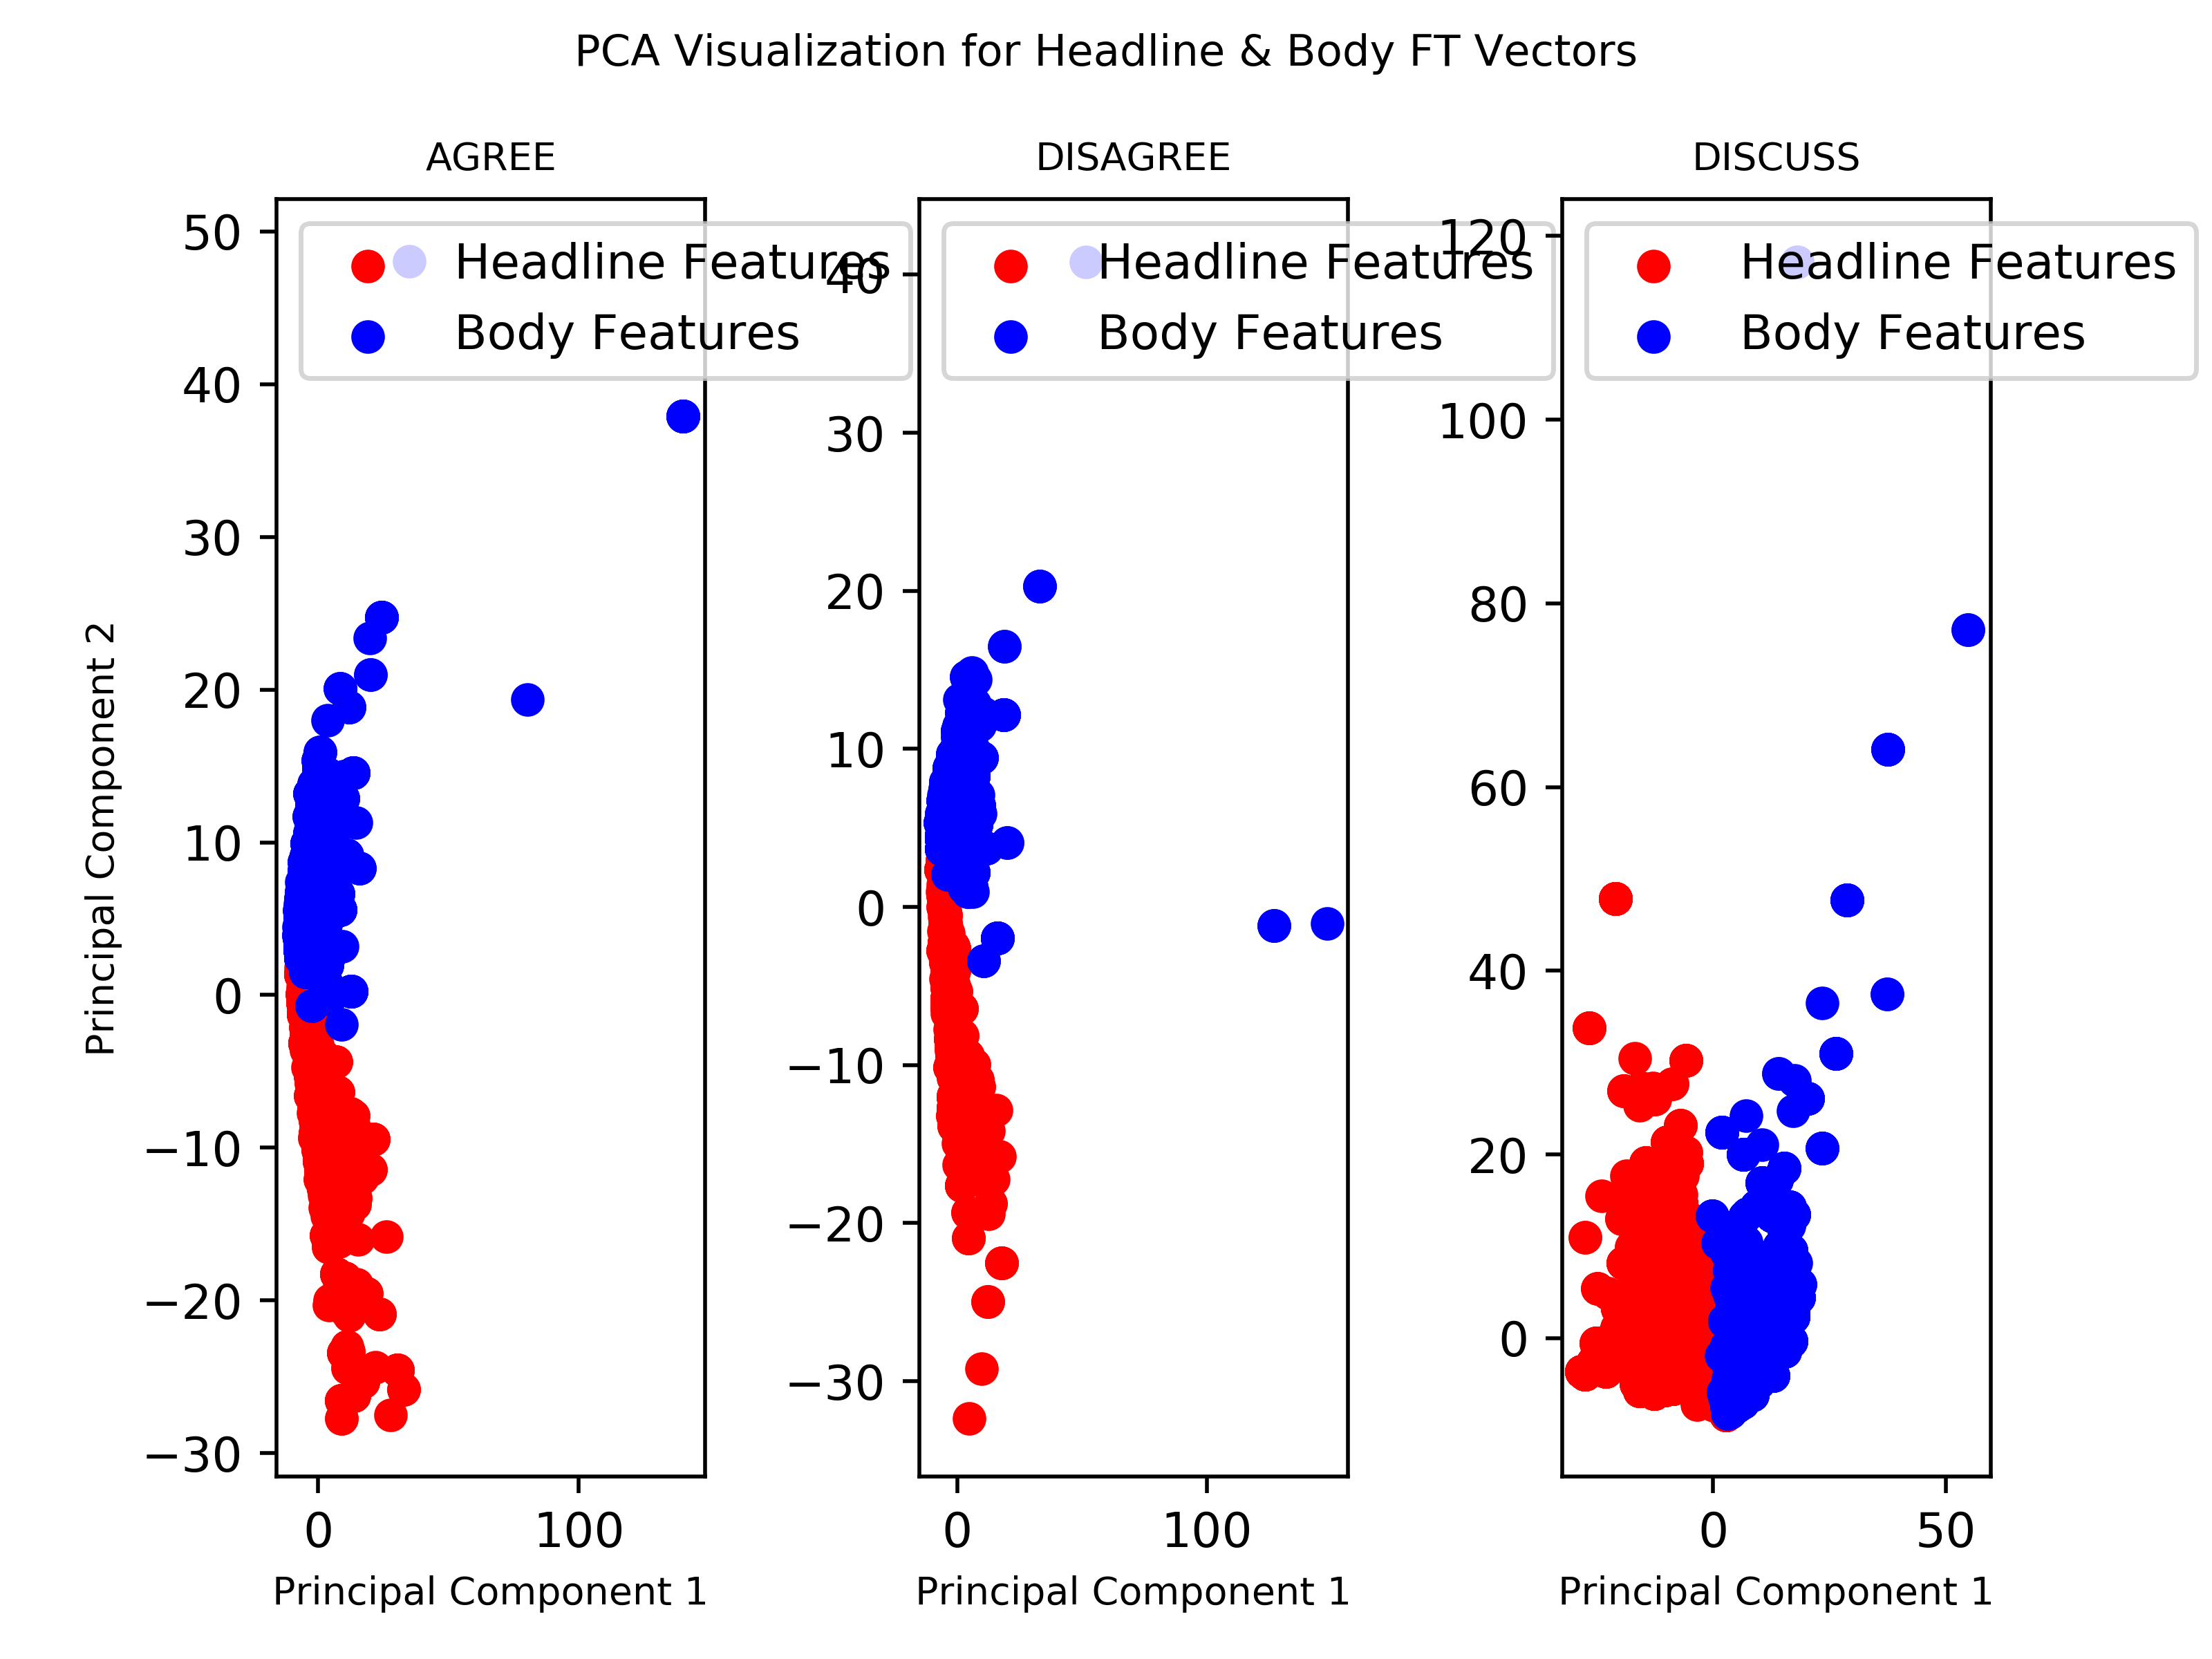 PCA Visualization for Headline & Body FT Vectors
AGREE
DISAGREE
DISCUSS
Headline Features
Body Features
Headline Features
Body Features
Headline Features
Body Features
Principal Component 2
50
40
30
20
10
0
−10
−20
−30
40
30
20
10
0
−10
−20
−30
120
100
80
60
40
20
0
0 100
0 100
0 50
Principal Component 1
Principal Component 1
Principal Component 1